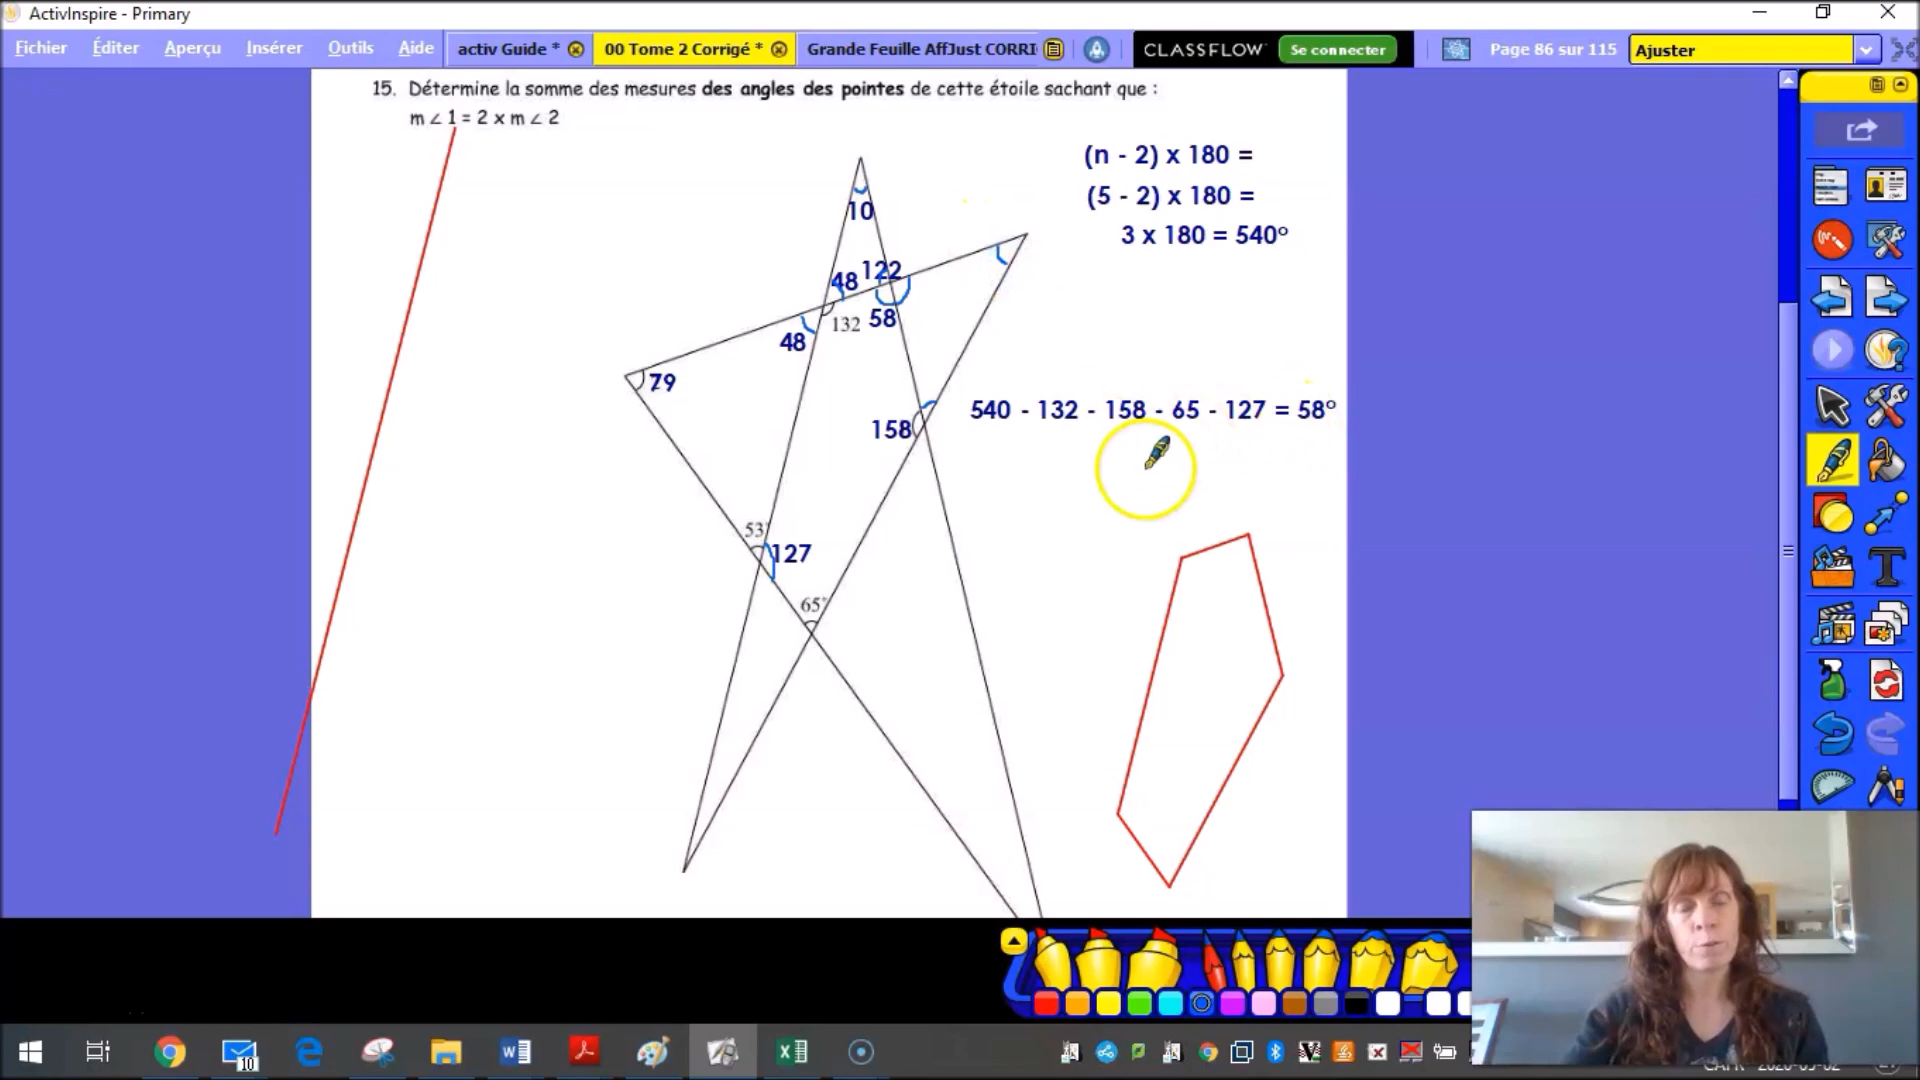 ActivInspire - Primary
Fichier Éditer Aperçu Insérer Outils Aide activ Guide * 00 Tome 2 Corrigé * Grande Feuille AffJust CORRI CLASSFLOW Se connecter Page 86 sur 115 Ajuster
15. Détermine la somme des mesures des angles des pointes de cette étoile sachant que :
m ∠ 1 = 2 x m ∠ 2
(n - 2) x 180 =
(5 - 2) x 180 =
3 x 180 = 540°
10
48 122
132 58
48
79
540 - 132 - 158 - 65 - 127 = 58°
158
53°
127
65°
10